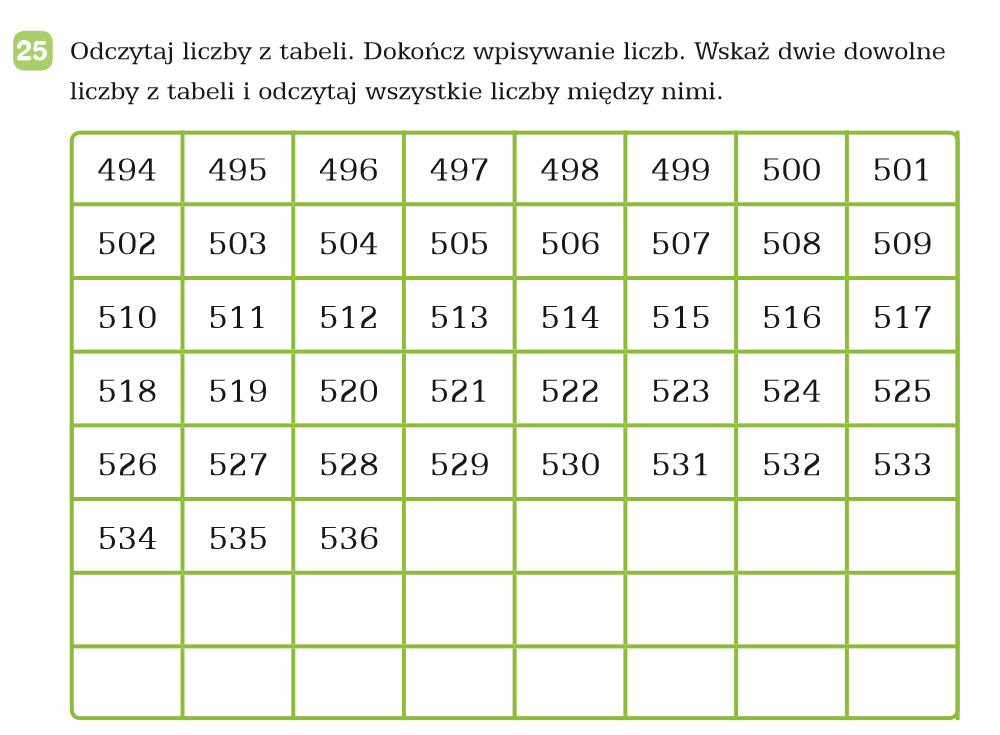 25 Odczytaj liczby z tabeli. Dokończ wpisywanie liczb. Wskaż dwie dowolne
liczby z tabeli i odczytaj wszystkie liczby między nimi.
494 495 496 497 498 499 500 501
502 503 504 505 506 507 508 509
510 511 512 513 514 515 516 517
518 519 520 521 522 523 524 525
526 527 528 529 530 531 532 533
534 535 536